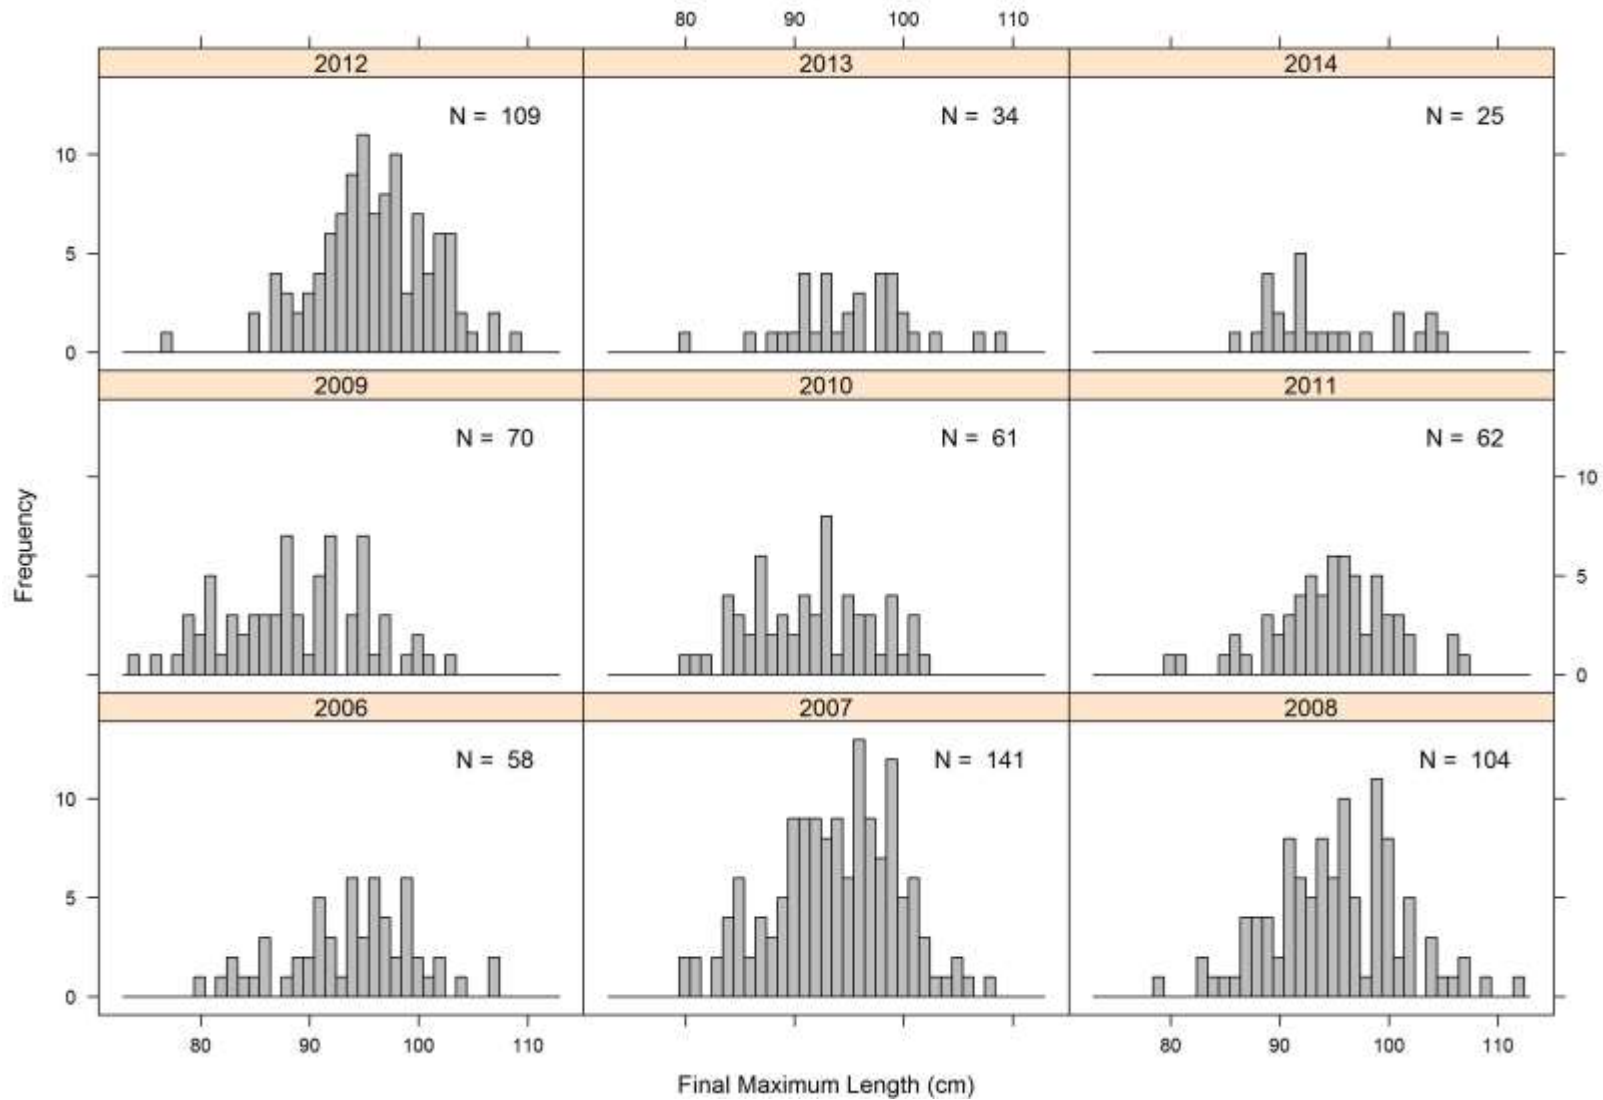 80 90 100 110
2012 2013 2014
N = 109 N = 34 N = 25
10
5
0
2009 2010 2011
N = 70 N = 61 N = 62
10
5
0
Frequency
2006 2007 2008
N = 58 N = 141 N = 104
10
5
0
80 90 100 110 80 90 100 110
Final Maximum Length (cm)